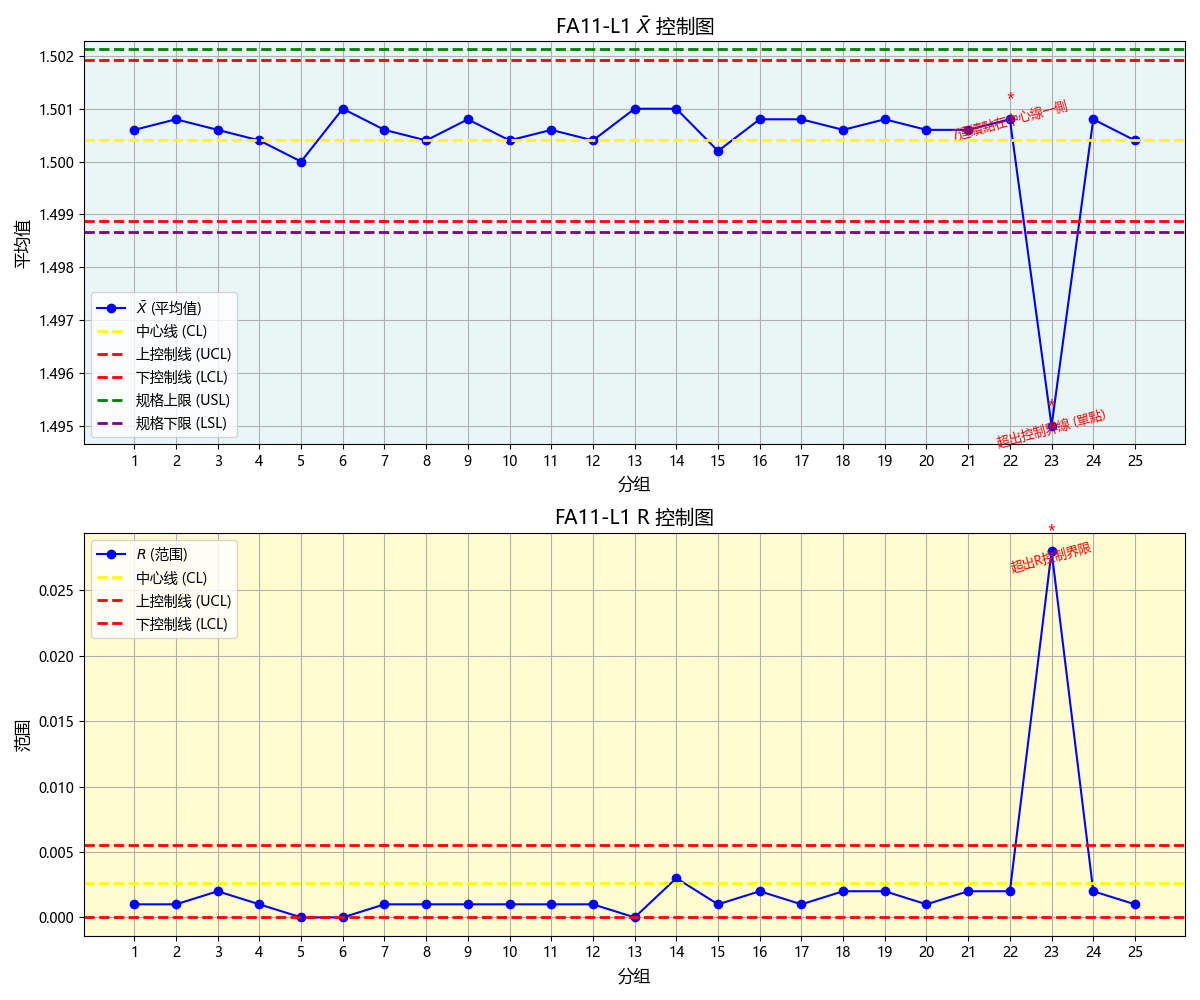 FA11-L1 X̄ 控制图
1.502
1.501
1.500
1.499
1.498
1.497
1.496
1.495
平均值
*
7連續點在中心線一側
*
超出控制界線 (單點)
X̄ (平均值)
中心线 (CL)
上控制线 (UCL)
下控制线 (LCL)
规格上限 (USL)
规格下限 (LSL)
1 2 3 4 5 6 7 8 9 10 11 12 13 14 15 16 17 18 19 20 21 22 23 24 25
分组
FA11-L1 R 控制图
*
超出R控制界限
R (范围)
中心线 (CL)
上控制线 (UCL)
下控制线 (LCL)
0.025
0.020
0.015
0.010
0.005
0.000
范围
1 2 3 4 5 6 7 8 9 10 11 12 13 14 15 16 17 18 19 20 21 22 23 24 25
分组